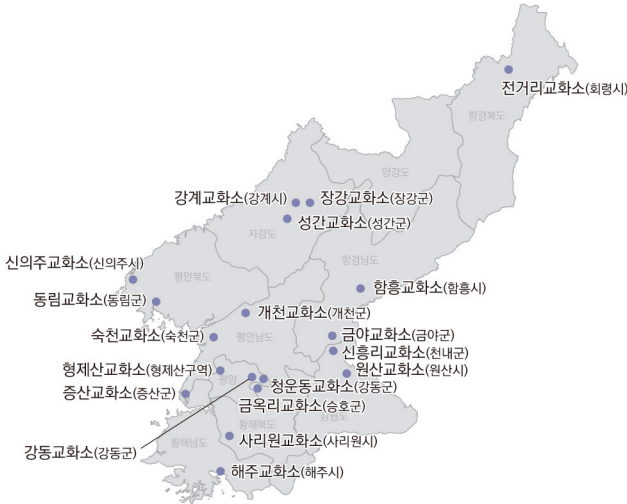 전거리교화소(회령시)
함경북도
양강도
강계교화소(강계시)
장강교화소(장강군)
성간교화소(성간군)
자강도
함경남도
신의주교화소(신의주시)
평안북도
함흥교화소(함흥시)
동림교화소(동림군)
개천교화소(개천군)
숙천교화소(숙천군)
평안남도
금야교화소(금야군)
신흥리교화소(천내군)
형제산교화소(형제산구역)
평양
원산교화소(원산시)
청운동교화소(강동군)
증산교화소(증산군)
금옥리교화소(승호군)
강원도
황해북도
사리원교화소(사리원시)
황해남도
강동교화소(강동군)
해주교화소(해주시)